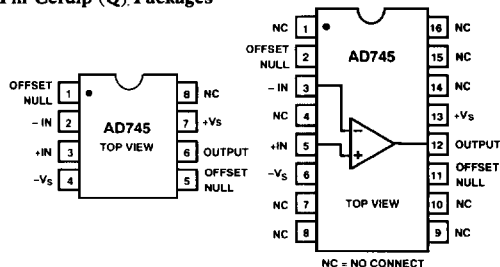 Pin Cerdip (Q) Packages
OFFSET NULL 1
8 NC
- IN 2
7 +VS
AD745
TOP VIEW
+IN 3
6 OUTPUT
-VS 4
5 OFFSET NULL
NC 1
16 NC
OFFSET NULL 2
AD745
15 NC
- IN 3
14 NC
NC 4
13 +VS
+IN 5
12 OUTPUT
-VS 6
11 OFFSET NULL
NC 7
TOP VIEW
10 NC
NC 8
9 NC
NC = NO CONNECT